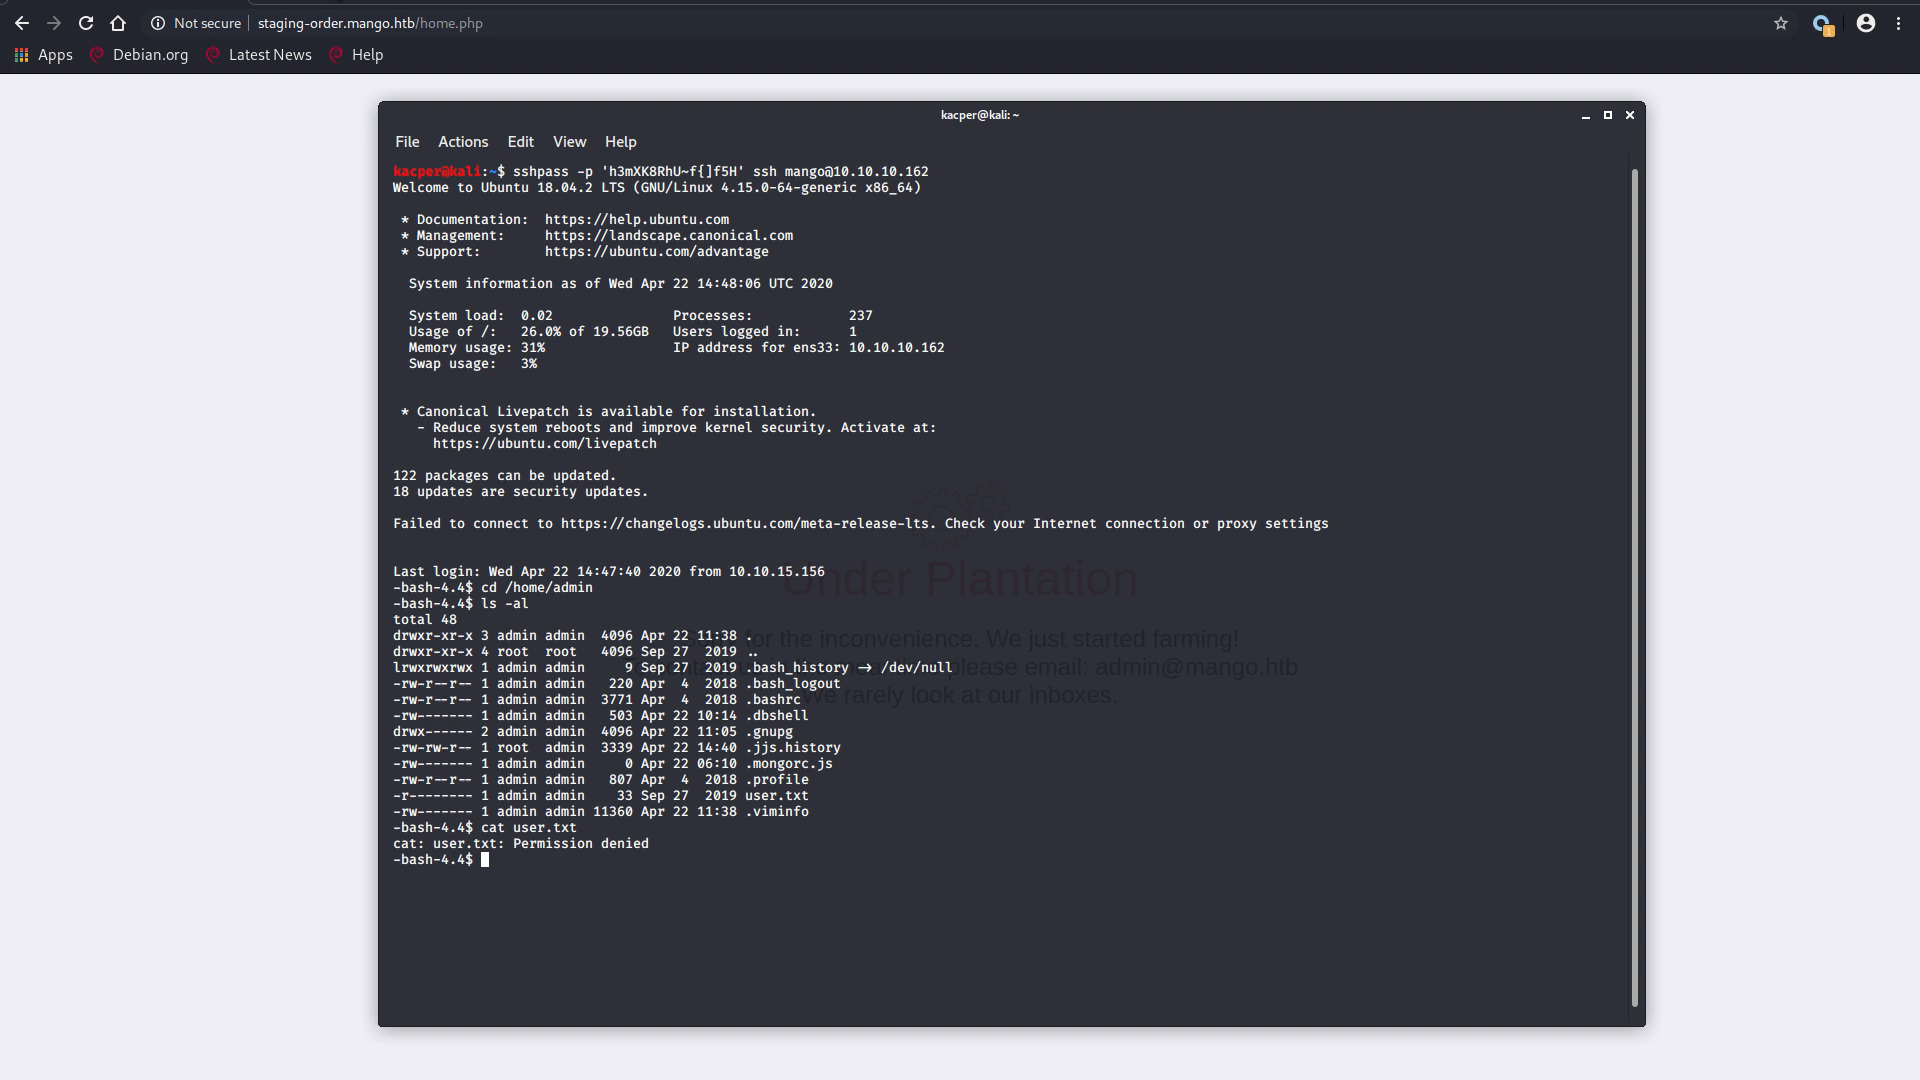 Not secure staging-order.mango.htb/home.php
Apps Debian.org Latest News Help
kacper@kali: ~
File Actions Edit View Help
kacper@kali:~$ sshpass -p 'h3mXK8RhU~f{]f5H' ssh mango@10.10.10.162
Welcome to Ubuntu 18.04.2 LTS (GNU/Linux 4.15.0-64-generic x86_64)
* Documentation: https://help.ubuntu.com
* Management: https://landscape.canonical.com
* Support: https://ubuntu.com/advantage
System information as of Wed Apr 22 14:48:06 UTC 2020
System load: 0.02 Processes: 237
Usage of /: 26.0% of 19.56GB Users logged in: 1
Memory usage: 31% IP address for ens33: 10.10.10.162
Swap usage: 3%
* Canonical Livepatch is available for installation.
- Reduce system reboots and improve kernel security. Activate at:
https://ubuntu.com/livepatch
122 packages can be updated.
18 updates are security updates.
Failed to connect to https://changelogs.ubuntu.com/meta-release-lts. Check your Internet connection or proxy settings
Last login: Wed Apr 22 14:47:40 2020 from 10.10.15.156
-bash-4.4$ cd /home/admin
-bash-4.4$ ls -al
total 48
drwxr-xr-x 3 admin admin 4096 Apr 22 11:38 .
drwxr-xr-x 4 root root 4096 Sep 27 2019 ..
lrwxrwxrwx 1 admin admin 9 Sep 27 2019 .bash_history -> /dev/null
-rw-r--r-- 1 admin admin 220 Apr 4 2018 .bash_logout
-rw-r--r-- 1 admin admin 3771 Apr 4 2018 .bashrc
-rw------- 1 admin admin 503 Apr 22 10:14 .dbshell
drwx------ 2 admin admin 4096 Apr 22 11:05 .gnupg
-rw-rw-r-- 1 root admin 3339 Apr 22 14:40 .jjs.history
-rw------- 1 admin admin 0 Apr 22 06:10 .mongorc.js
-rw-r--r-- 1 admin admin 807 Apr 4 2018 .profile
-r-------- 1 admin admin 33 Sep 27 2019 user.txt
-rw------- 1 admin admin 11360 Apr 22 11:38 .viminfo
-bash-4.4$ cat user.txt
cat: user.txt: Permission denied
-bash-4.4$
Under Plantation
for the inconvenience. We just started farming!
please email: admin@mango.htb
We rarely look at our inboxes.